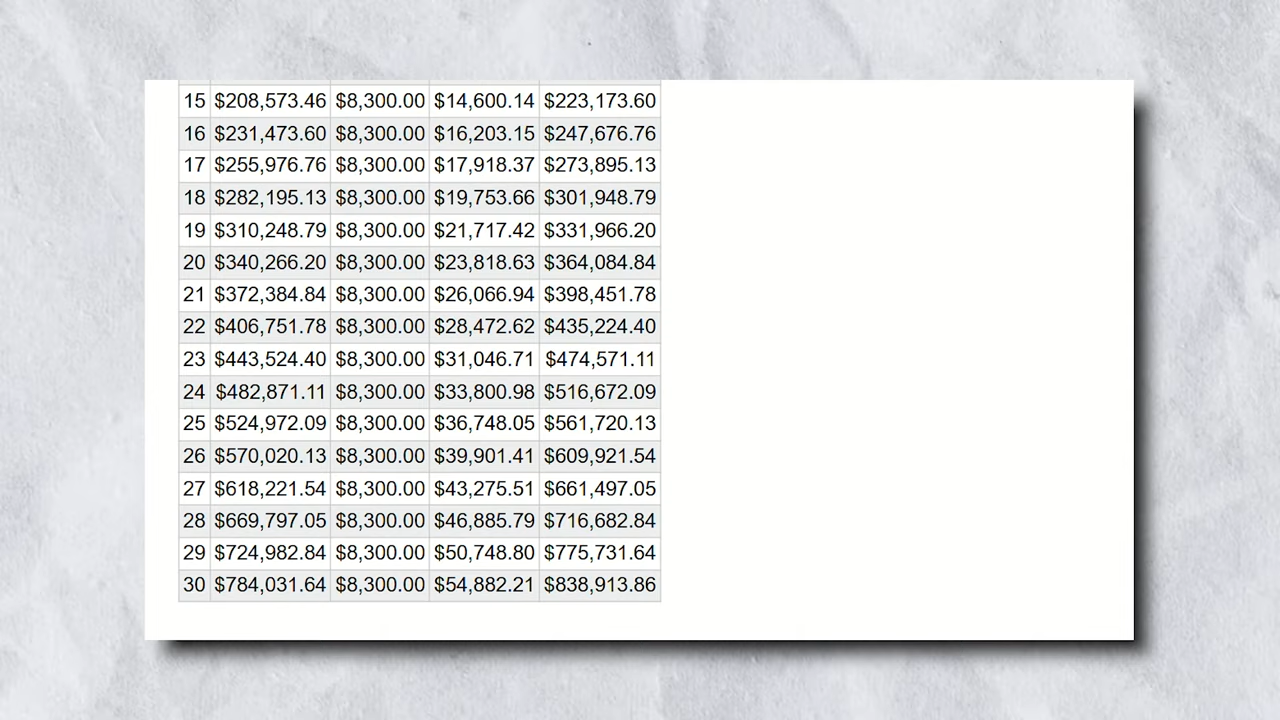 15 $208,573.46 $8,300.00 $14,600.14 $223,173.60
16 $231,473.60 $8,300.00 $16,203.15 $247,676.76
17 $255,976.76 $8,300.00 $17,918.37 $273,895.13
18 $282,195.13 $8,300.00 $19,753.66 $301,948.79
19 $310,248.79 $8,300.00 $21,717.42 $331,966.20
20 $340,266.20 $8,300.00 $23,818.63 $364,084.84
21 $372,384.84 $8,300.00 $26,066.94 $398,451.78
22 $406,751.78 $8,300.00 $28,472.62 $435,224.40
23 $443,524.40 $8,300.00 $31,046.71 $474,571.11
24 $482,871.11 $8,300.00 $33,800.98 $516,672.09
25 $524,972.09 $8,300.00 $36,748.05 $561,720.13
26 $570,020.13 $8,300.00 $39,901.41 $609,921.54
27 $618,221.54 $8,300.00 $43,275.51 $661,497.05
28 $669,797.05 $8,300.00 $46,885.79 $716,682.84
29 $724,982.84 $8,300.00 $50,748.80 $775,731.64
30 $784,031.64 $8,300.00 $54,882.21 $838,913.86